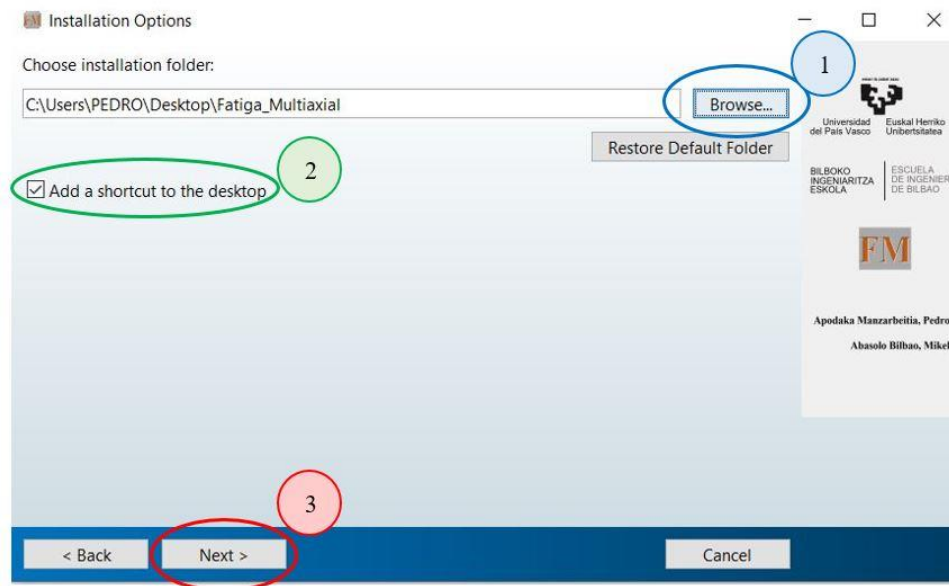 FM Installation Options
Choose installation folder:
1
C:\Users\PEDRO\Desktop\Fatiga_Multiaxial
Browse...
Restore Default Folder
2
Add a shortcut to the desktop
3
< Back
Next >
Cancel
Universidad
del País Vasco
Euskal Herriko
Unibertsitatea
BILBOKO
INGENIARITZA
ESKOLA
ESCUELA
DE INGENIER
DE BILBAO
FM
Apodaka Manzarbeitia, Pedro
Abasolo Bilbao, Mikel